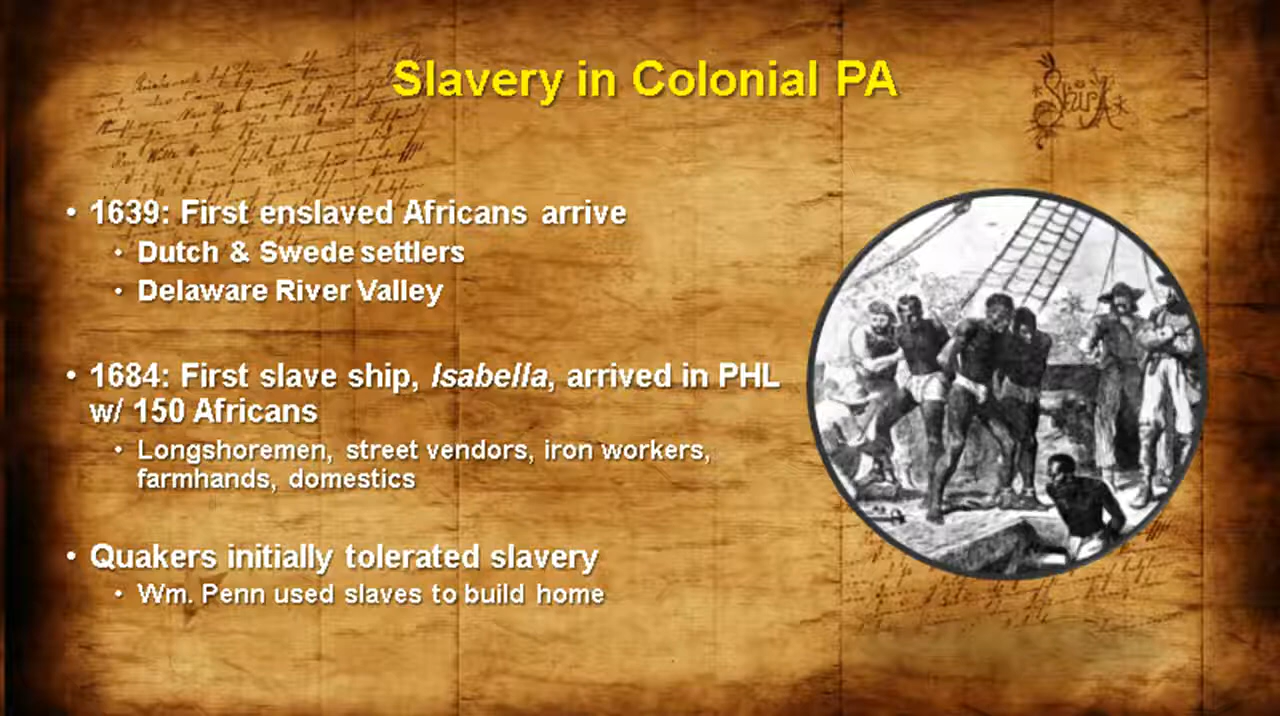 Slavery in Colonial PA
• 1639: First enslaved Africans arrive
• Dutch & Swede settlers
• Delaware River Valley
• 1684: First slave ship, Isabella, arrived in PHL
w/ 150 Africans
• Longshoremen, street vendors, iron workers,
farmhands, domestics
• Quakers initially tolerated slavery
• Wm. Penn used slaves to build home